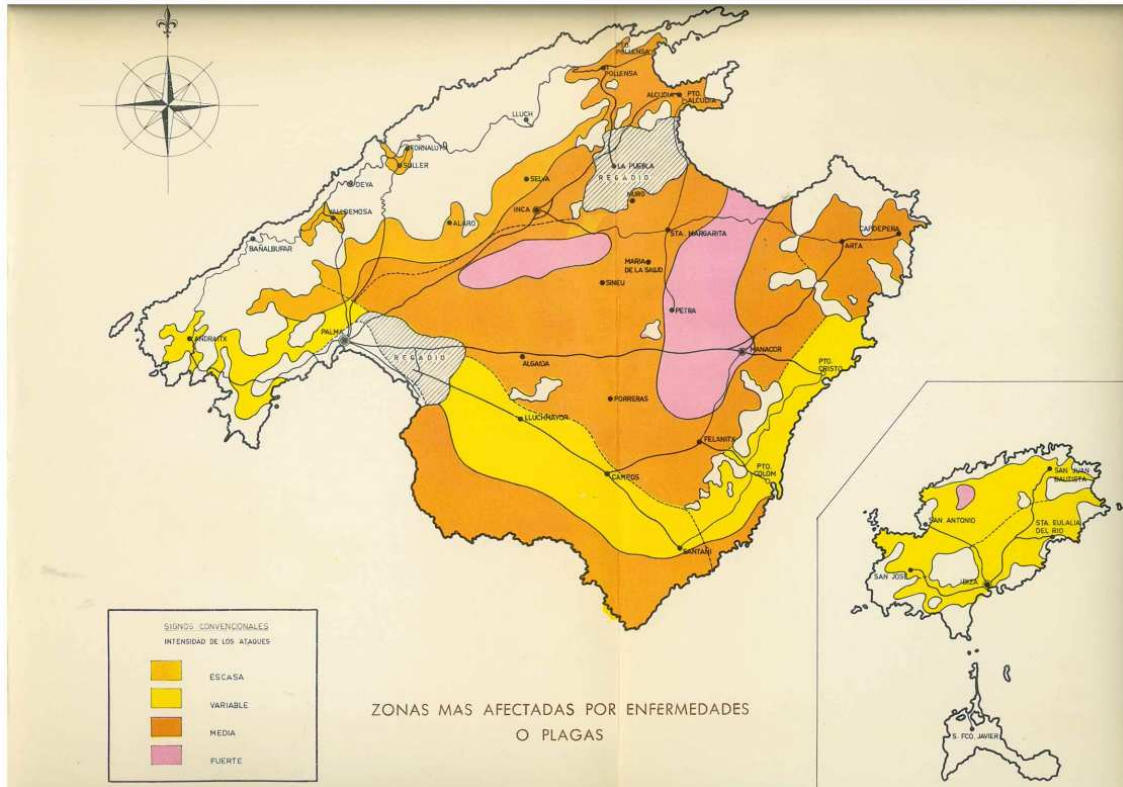 PTO.
POLLENSA
POLLENSA
ALCUDIA
PTO.
ALCUDIA
LLUCH
FORNALUTX
SOLLER
LA PUEBLA
REGADIO
DEYA
SELVA
MURO
VALLDEMOSA
INCA
ALARO
STA. MARGARITA
CAPDEPERA
BAÑALBUFAR
ARTA
MARIA
DE LA SALUD
SINEU
PETRA
ANDRAITX
PALMA
REGADIO
ALGAIDA
MANACOR
PTO.
CRISTO
PORRERAS
LLUCHMAYOR
FELANITX
PTO.
COLOM
CAMPOS
SANTAÑI
SAN JUAN
BAUTISTA
SAN ANTONIO
STA. EULALIA
DEL RIO
SAN JOSE
IBIZA
S. FCO. JAVIER
SIGNOS CONVENCIONALES
INTENSIDAD DE LOS ATAQUES
ESCASA
VARIABLE
MEDIA
FUERTE
ZONAS MAS AFECTADAS POR ENFERMEDADES
O PLAGAS